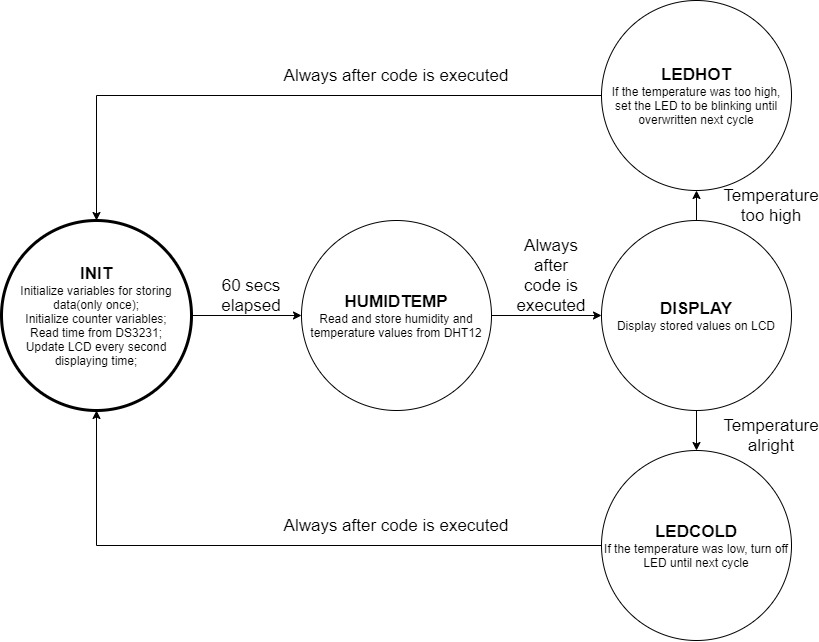 LEDHOT
If the temperature was too high,
set the LED to be blinking until
overwritten next cycle
Always after code is executed
Temperature
too high
INIT
Initialize variables for storing
data(only once);
Initialize counter variables;
Read time from DS3231;
Update LCD every second
displaying time;
60 secs
elapsed
HUMIDTEMP
Read and store humidity and
temperature values from DHT12
Always
after
code is
executed
DISPLAY
Display stored values on LCD
Temperature
alright
Always after code is executed
LEDCOLD
If the temperature was low, turn off
LED until next cycle